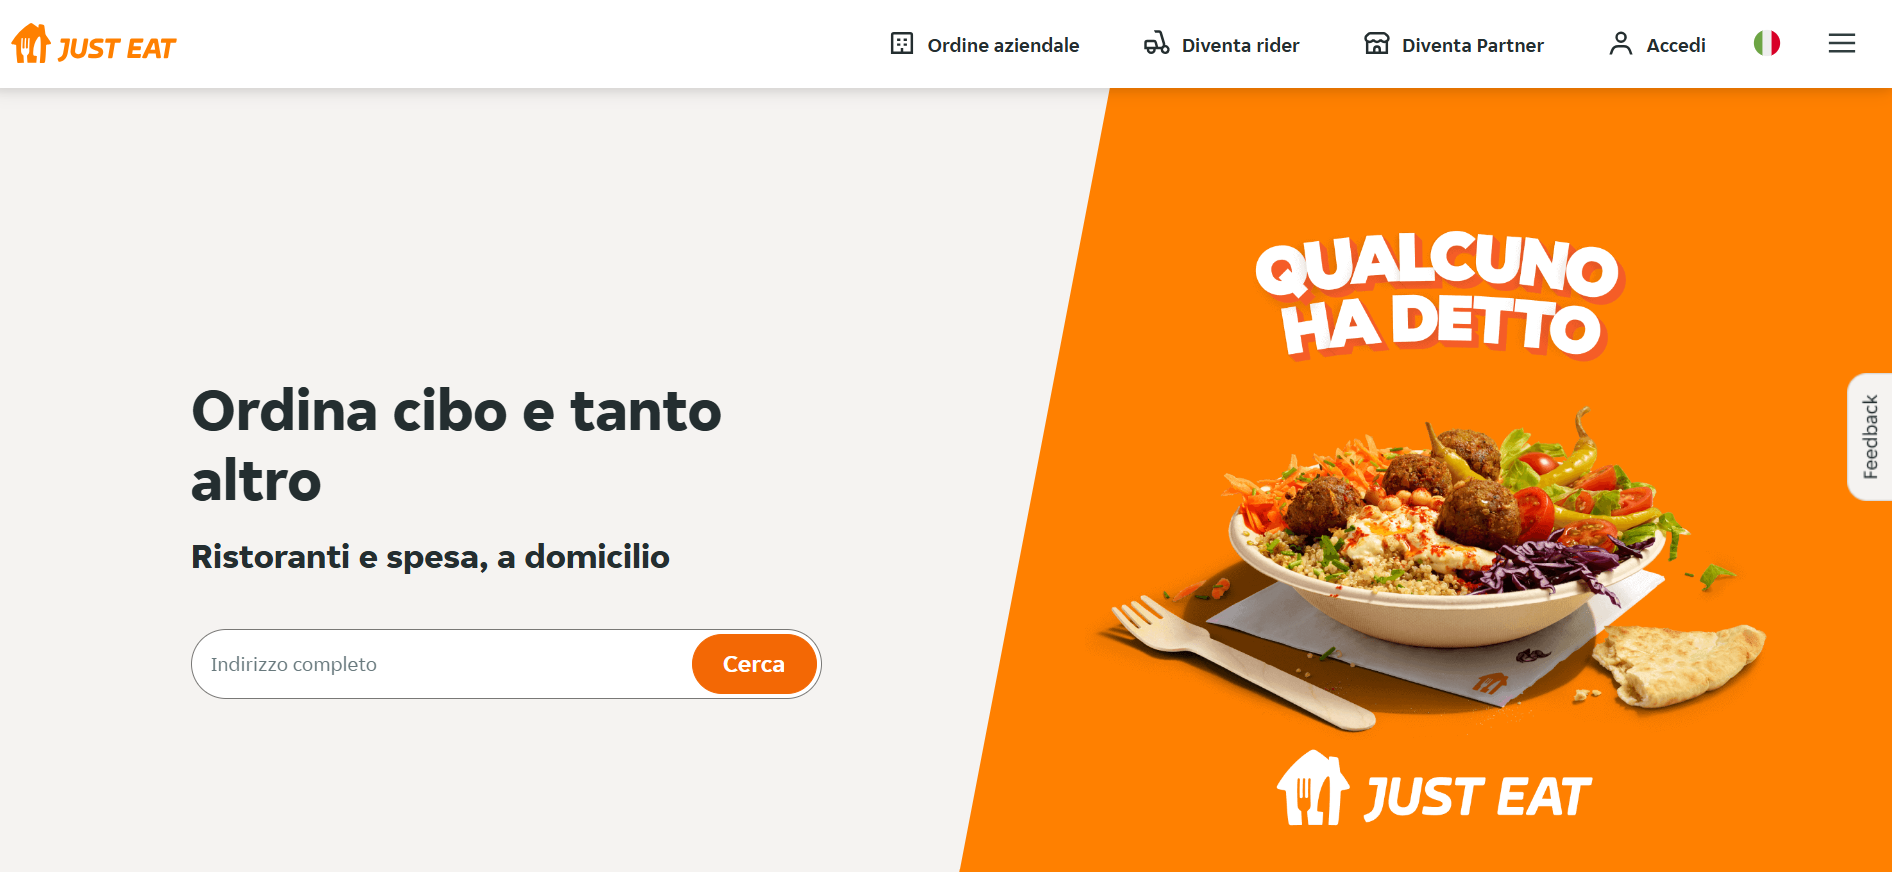 JUST EAT
Ordine aziendale
Diventa rider
Diventa Partner
Accedi
QUALCUNO
HA DETTO
Ordina cibo e tanto
altro
Ristoranti e spesa, a domicilio
Indirizzo completo
Cerca
Feedback
JUST EAT